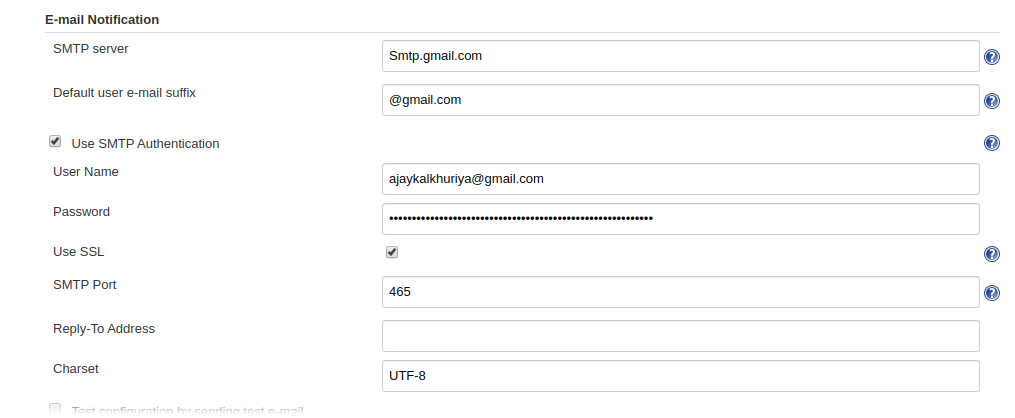 E-mail Notification
SMTP server
Smtp.gmail.com
Default user e-mail suffix
@gmail.com
Use SMTP Authentication
User Name
ajaykalkhuriya@gmail.com
Password
Use SSL
SMTP Port
465
Reply-To Address
Charset
UTF-8
Test configuration by sending test e-mail